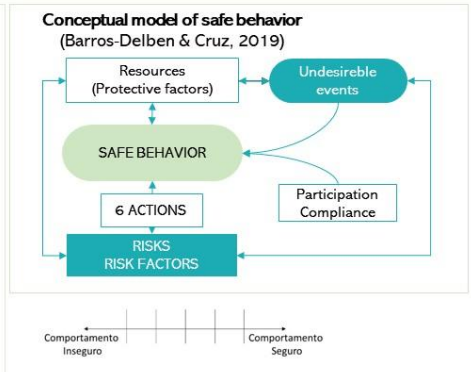 Conceptual model of safe behavior
(Barros-Delben & Cruz, 2019)
Resources
(Protective factors)
Undesireble
events
SAFE BEHAVIOR
Participation
Compliance
6 ACTIONS
RISKS
RISK FACTORS
Comportamento
Inseguro
Comportamento
Seguro